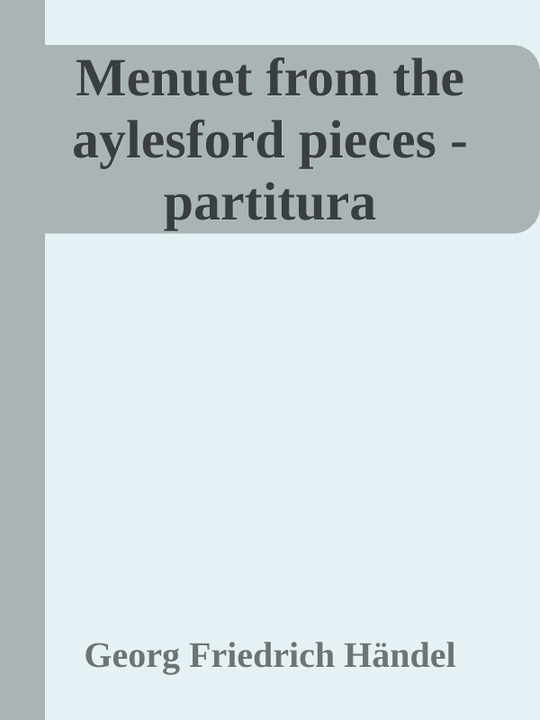 Menuet from the
aylesford pieces -
partitura
Georg Friedrich Händel